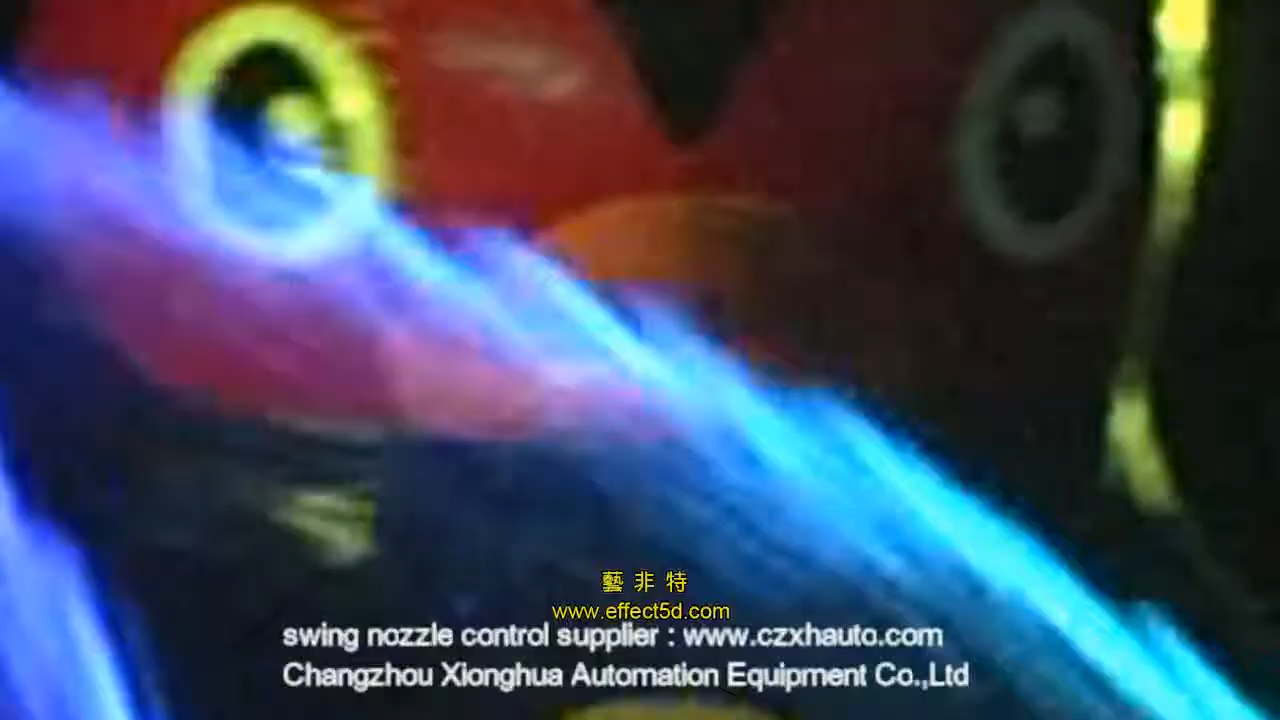 藝非特
www.effect5d.com
swing nozzle control supplier : www.czxhauto.com
Changzhou Xionghua Automation Equipment Co.,Ltd